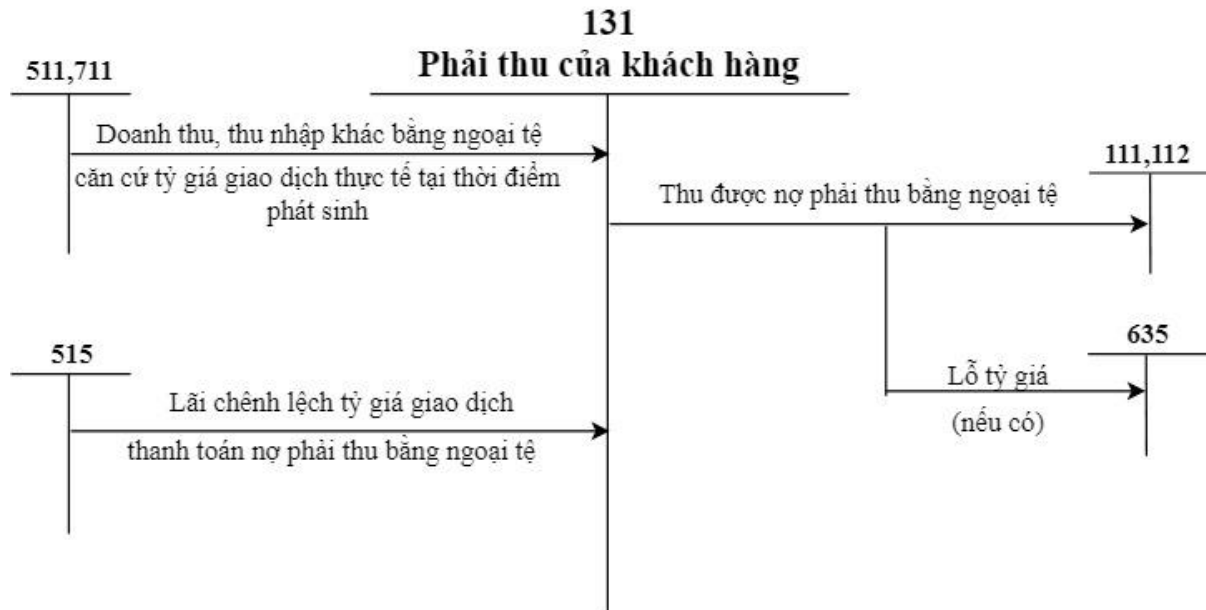 131
Phải thu của khách hàng
511,711
Doanh thu, thu nhập khác bằng ngoại tệ
căn cứ tỷ giá giao dịch thực tế tại thời điểm
phát sinh
111,112
Thu được nợ phải thu bằng ngoại tệ
515
Lãi chênh lệch tỷ giá giao dịch
thanh toán nợ phải thu bằng ngoại tệ
635
Lỗ tỷ giá
(nếu có)